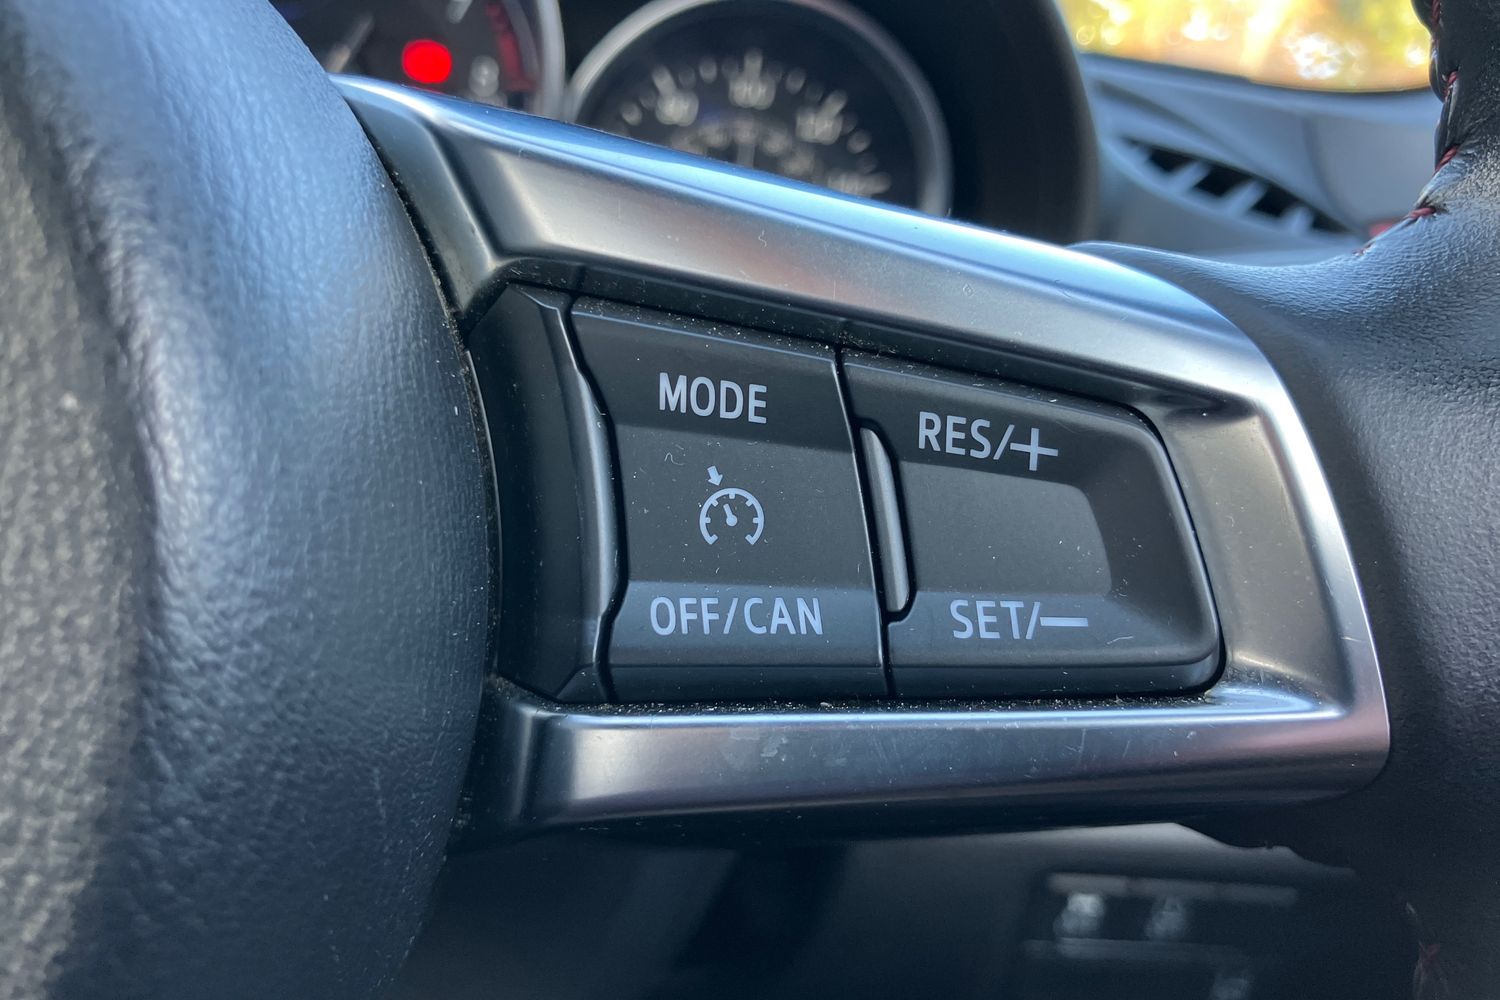 MODE
RES/+
OFF/CAN
SET/—